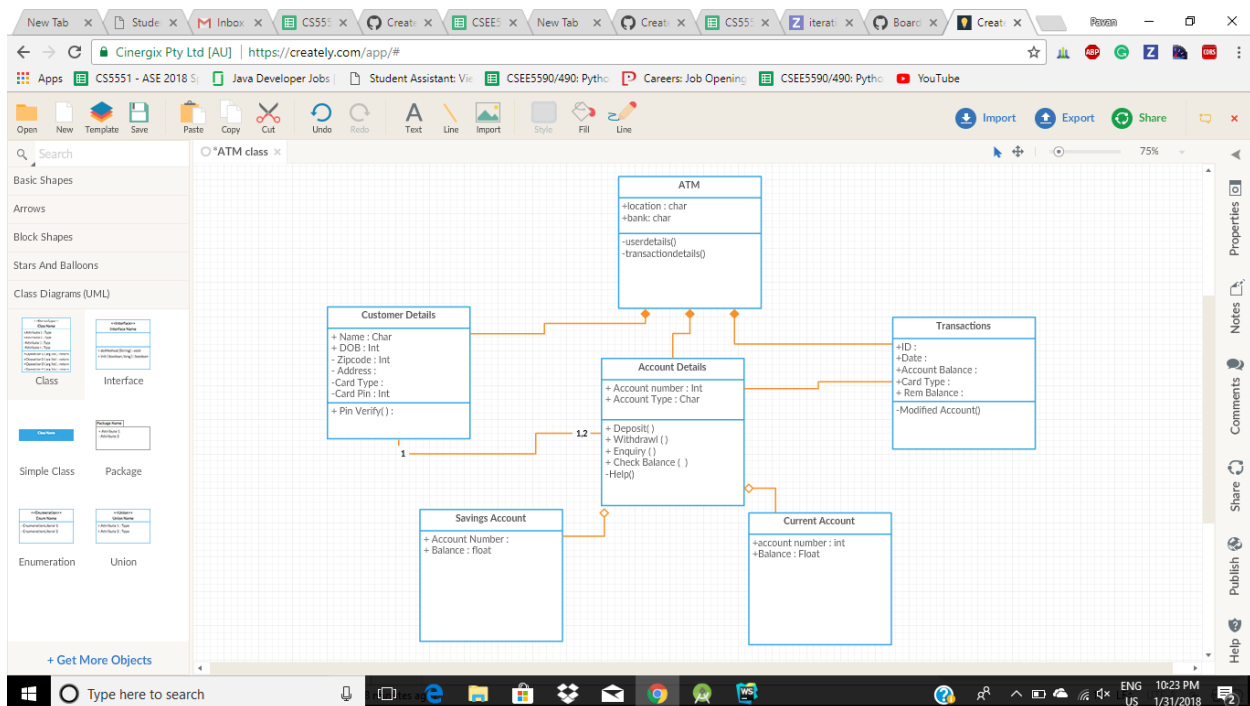 New Tab
Stude
Inbox
CS555
Create
CSEE5
New Tab
Creat
CS555
iterati
Board
Create
Pavan
Cinergix Pty Ltd [AU] | https://creately.com/app/#
ABP
G
Z
CORS
Apps
CS5551 - ASE 2018 S
Java Developer Jobs
Student Assistant: Vie
CSEE5590/490: Pytho
Careers: Job Opening
CSEE5590/490: Pytho
YouTube
Open
New
Template
Save
Paste
Copy
Cut
Undo
Redo
Text
Line
Import
Style
Fill
Line
Import
Export
Share
Search
*ATM class
75%
Basic Shapes
Arrows
Block Shapes
Stars And Balloons
Class Diagrams (UML)
Class
Interface
Simple Class
Package
Enumeration
Union
+ Get More Objects
ATM
+location : char
+bank: char
-userdetails()
-transactiondetails()
Customer Details
+ Name : Char
+ DOB : Int
- Zipcode : Int
- Address :
-Card Type :
-Card Pin : Int
+ Pin Verify( ) :
Account Details
+ Account number : Int
+ Account Type : Char
+ Deposit( )
+ Withdrawl ( )
+ Enquiry ( )
+ Check Balance ( )
-Help()
Transactions
+ID :
+Date :
+Account Balance :
+Card Type :
+ Rem Balance :
-Modified Account()
1
1,2
Savings Account
+ Account Number :
+ Balance : float
Current Account
+account number : int
+Balance : Float
Properties
Notes
Comments
Share
Publish
Help
Type here to search
ENG
US
10:23 PM
1/31/2018
2